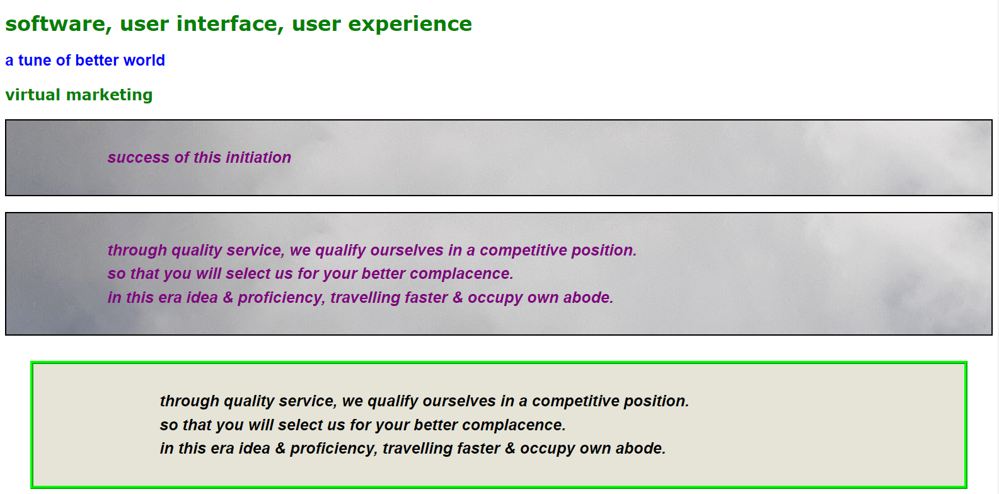 software, user interface, user experience
a tune of better world
virtual marketing
success of this initiation
through quality service, we qualify ourselves in a competitive position.
so that you will select us for your better complacence.
in this era idea & proficiency, travelling faster & occupy own abode.
through quality service, we qualify ourselves in a competitive position.
so that you will select us for your better complacence.
in this era idea & proficiency, travelling faster & occupy own abode.